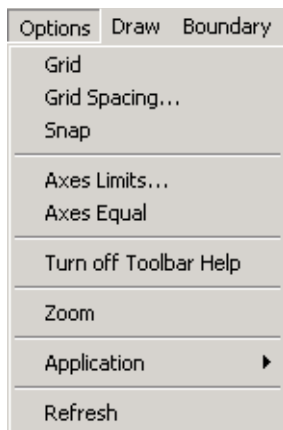 Options Draw Boundary
Grid
Grid Spacing...
Snap
Axes Limits...
Axes Equal
Turn off Toolbar Help
Zoom
Application
Refresh